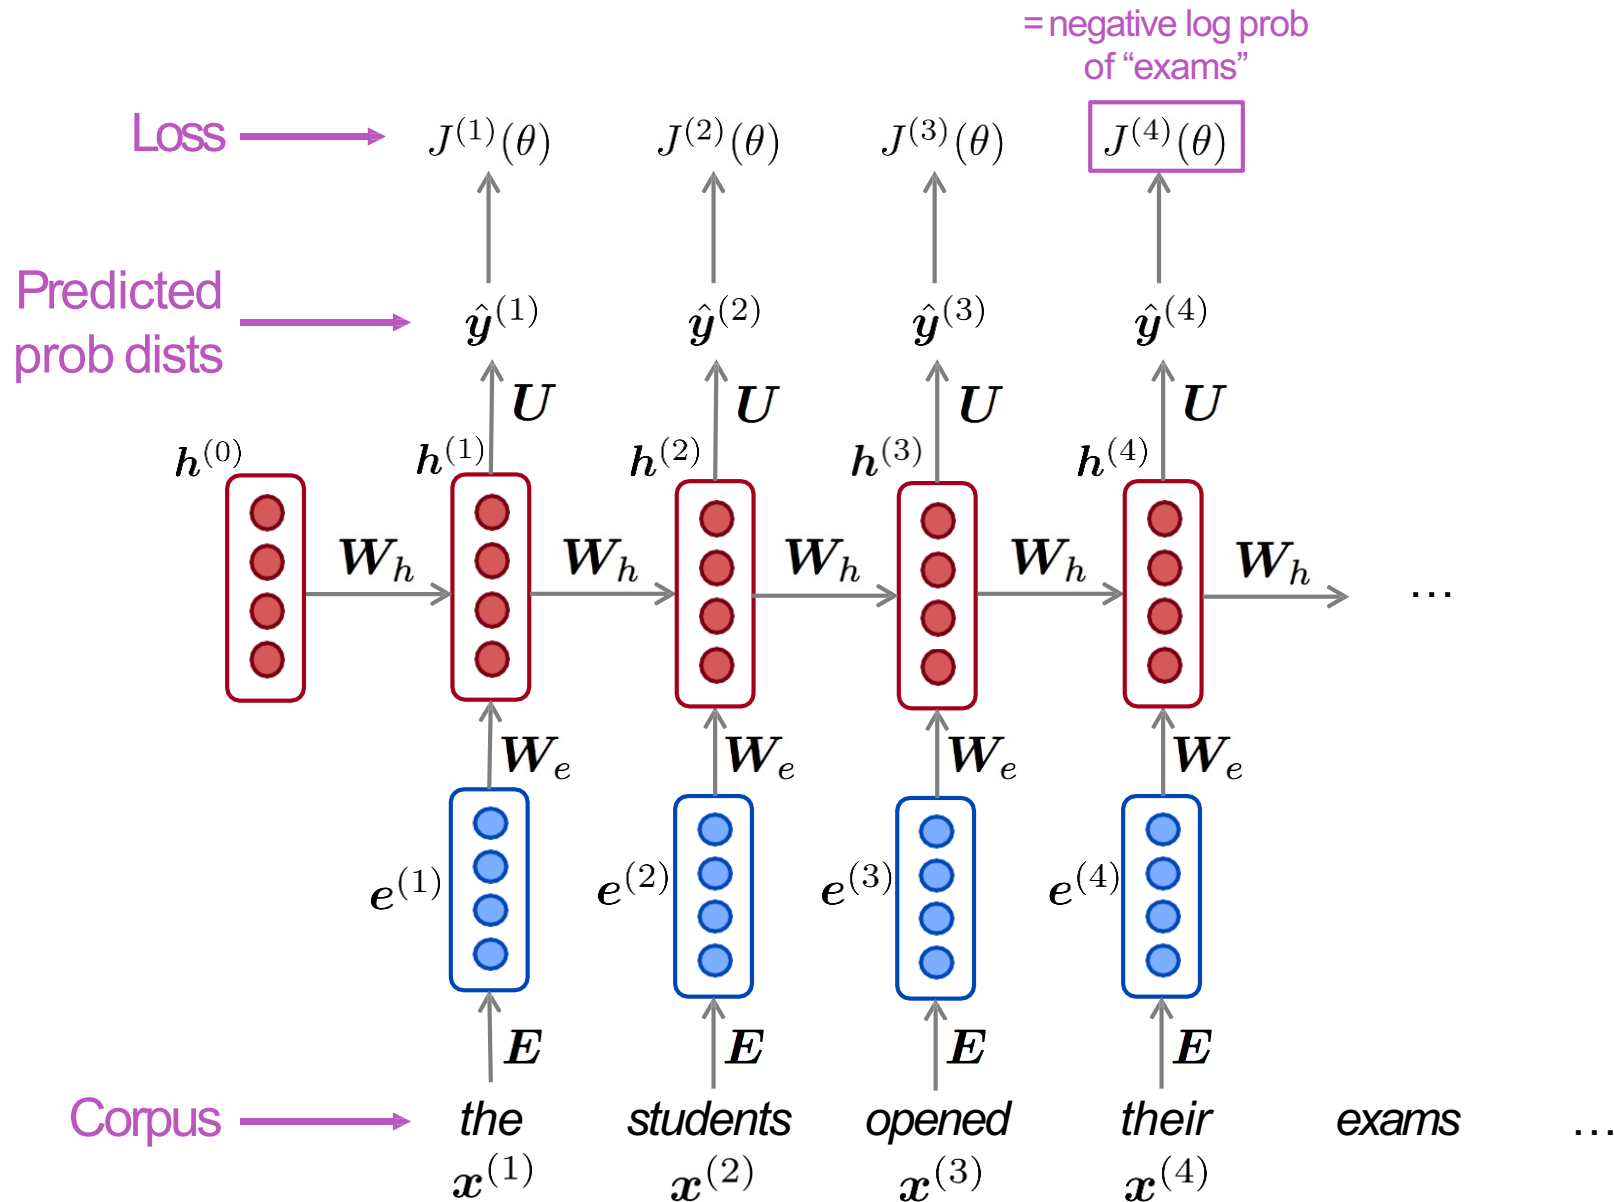 = negative log prob
of “exams”
Loss J⁽¹⁾(θ) J⁽²⁾(θ) J⁽³⁾(θ) J⁽⁴⁾(θ)
Predicted
prob dists
ŷ⁽¹⁾ ŷ⁽²⁾ ŷ⁽³⁾ ŷ⁽⁴⁾
U U U U
h⁽⁰⁾ h⁽¹⁾ h⁽²⁾ h⁽³⁾ h⁽⁴⁾
Wₕ Wₕ Wₕ Wₕ Wₕ ...
Wₑ Wₑ Wₑ Wₑ
e⁽¹⁾ e⁽²⁾ e⁽³⁾ e⁽⁴⁾
E E E E
Corpus the students opened their exams ...
x⁽¹⁾ x⁽²⁾ x⁽³⁾ x⁽⁴⁾